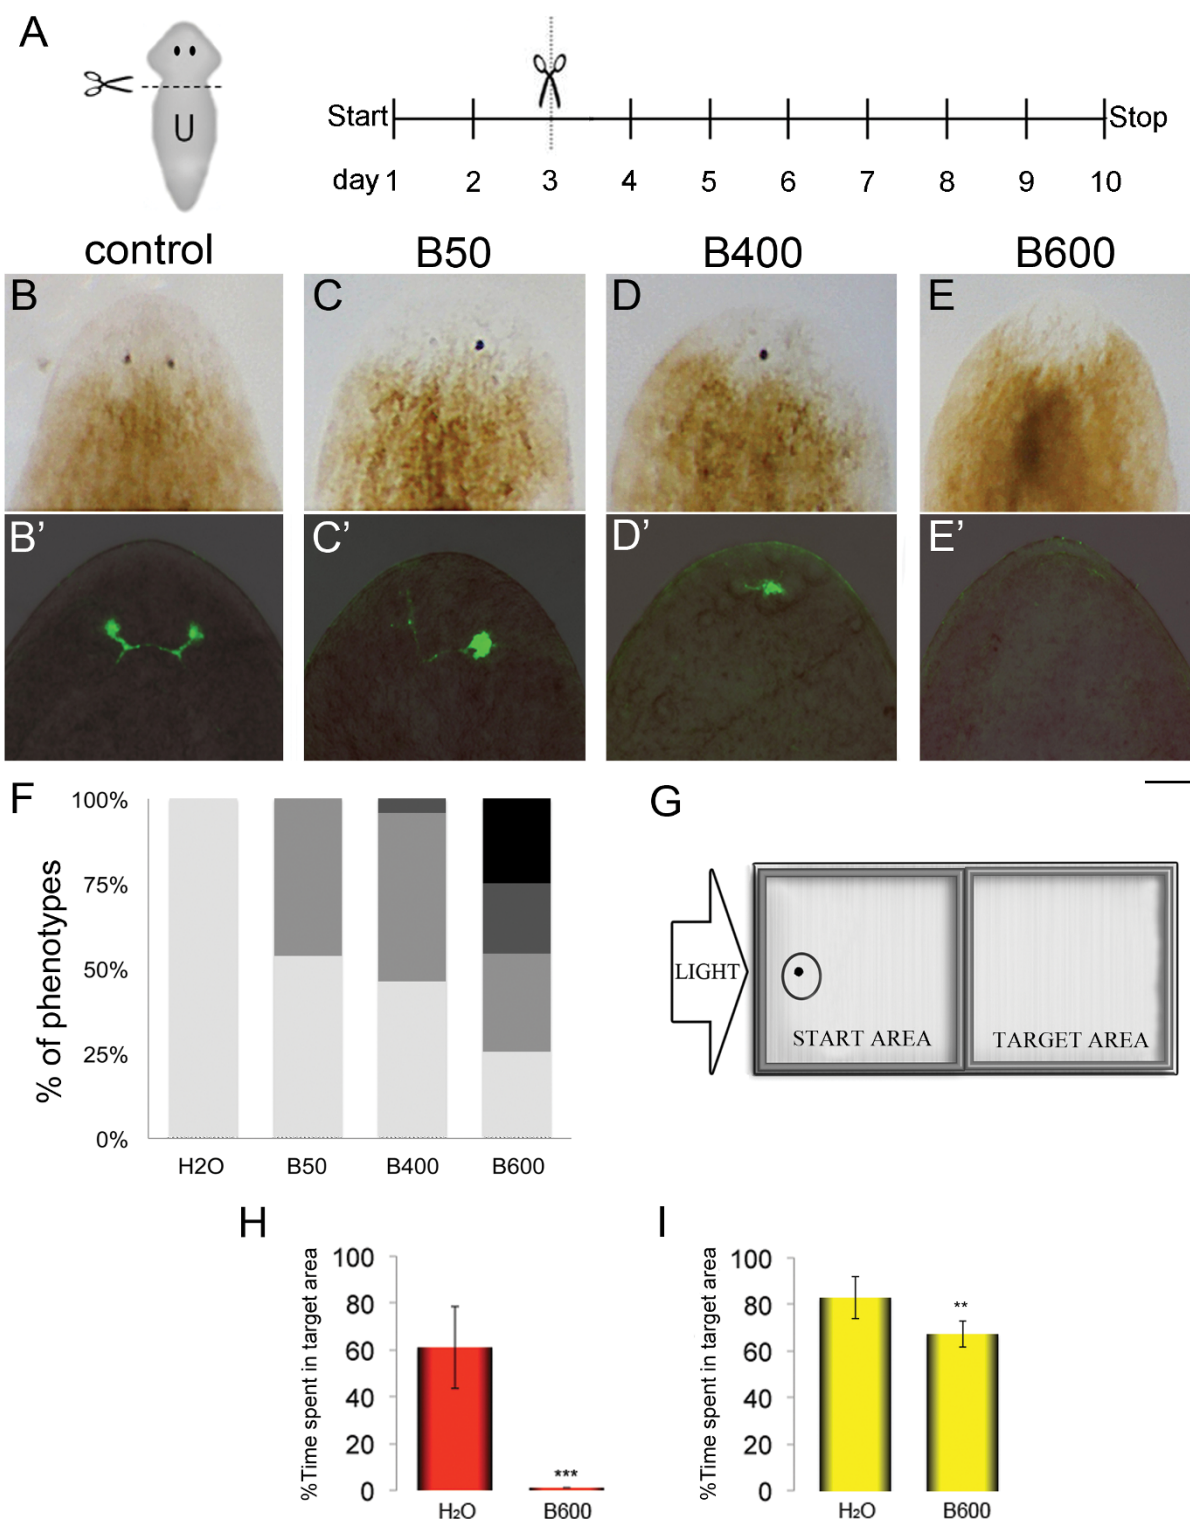 A
Start Stop
day 1 2 3 4 5 6 7 8 9 10
control B50 B400 B600
B C D E
B' C' D' E'
F
% of phenotypes
100%
75%
50%
25%
0%
H2O B50 B400 B600
G
LIGHT
START AREA TARGET AREA
H
%Time spent in target area
100
80
60
40
20
0
***
H₂O B600
I
%Time spent in target area
100
80
60
40
20
0
**
H₂O B600